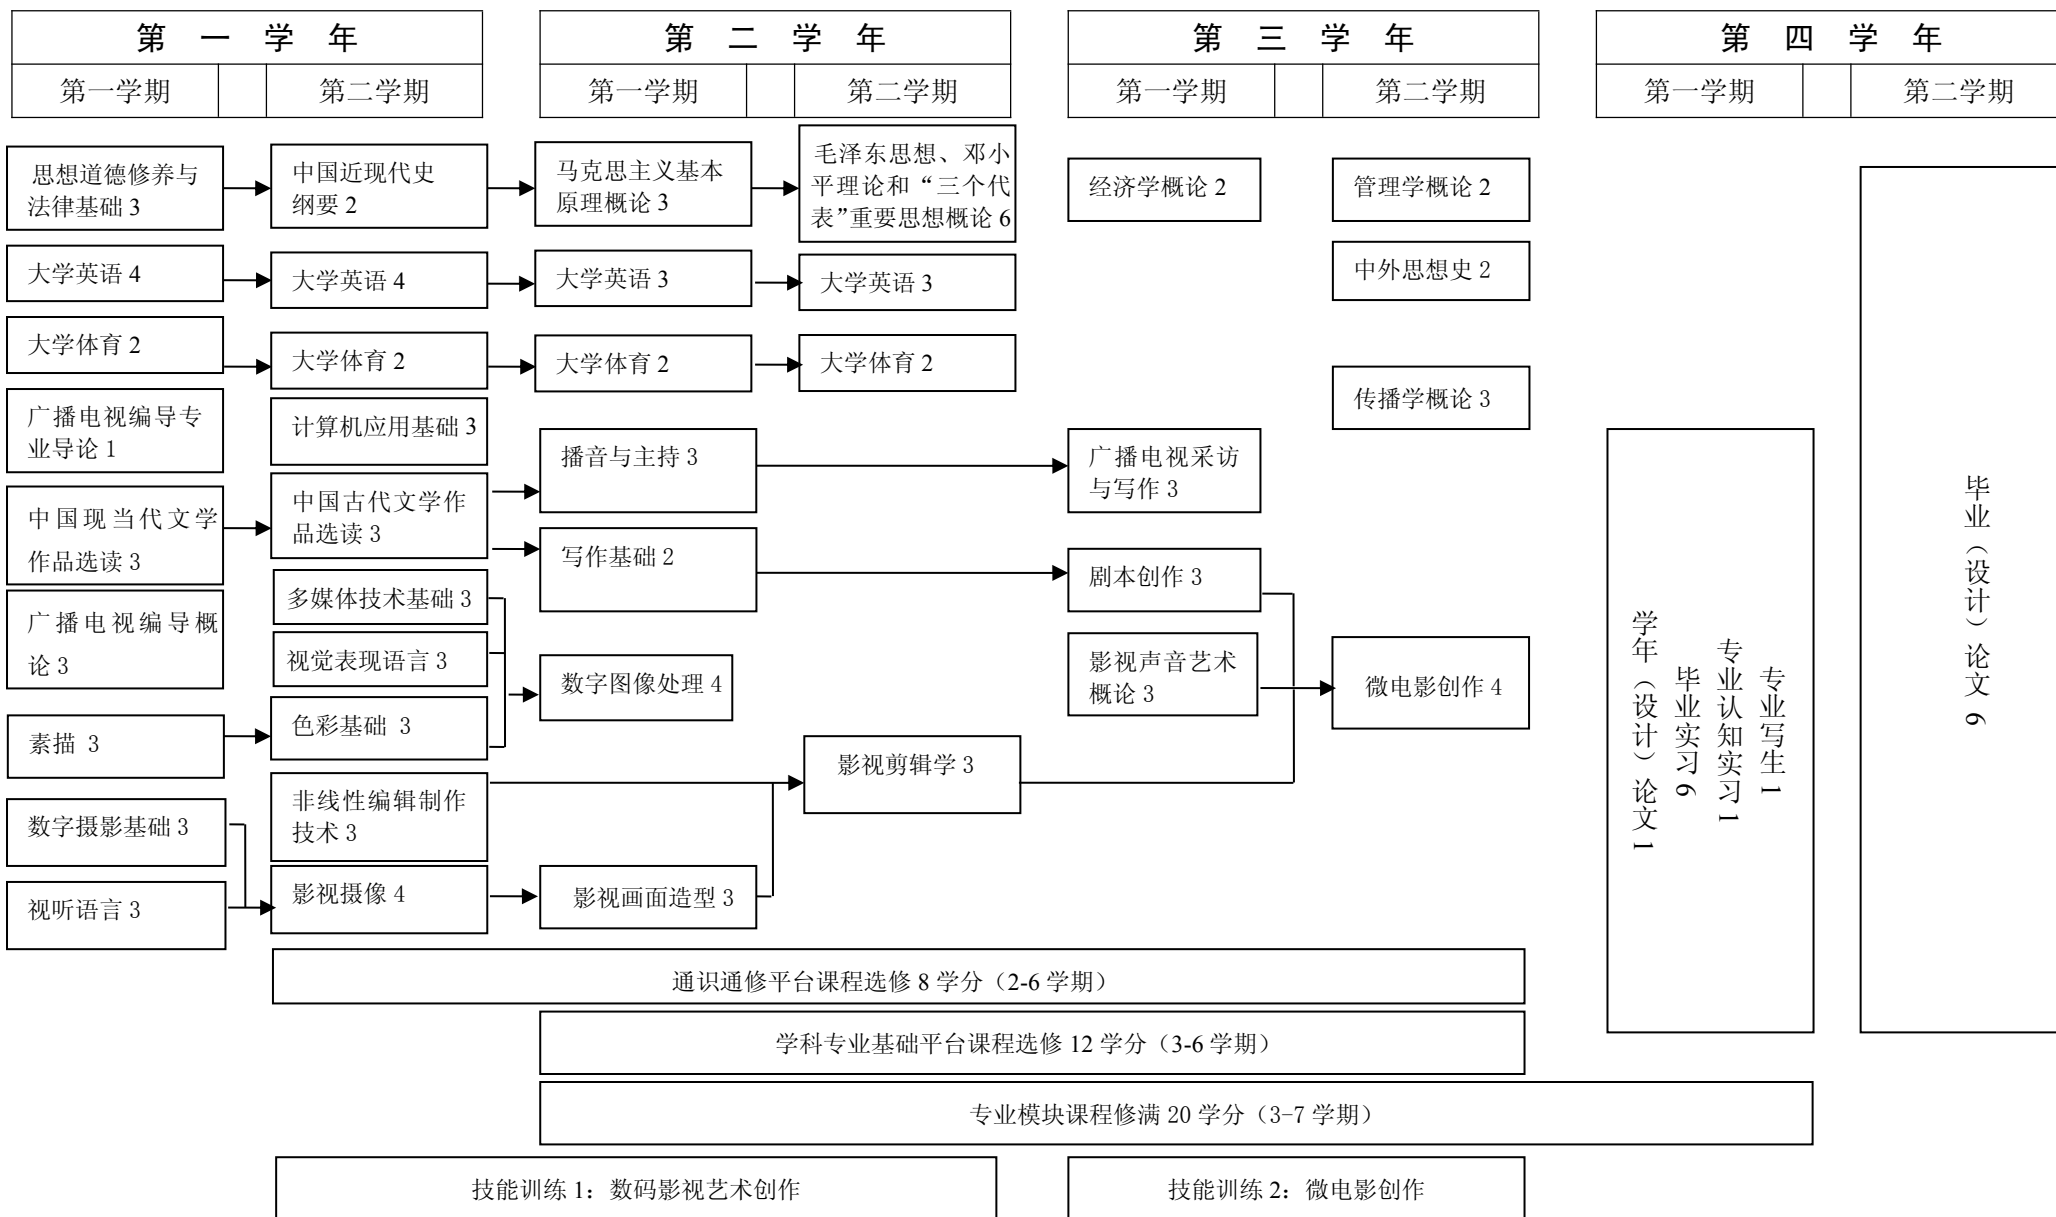 第 一 学 年
第 二 学 年
第 三 学 年
第 四 学 年
第一学期
第二学期
第一学期
第二学期
第一学期
第二学期
第一学期
第二学期
思想道德修养与
法律基础 3
中国近现代史
纲要 2
马克思主义基本
原理概论 3
毛泽东思想、邓小
平理论和“三个代
表”重要思想概论 6
经济学概论 2
管理学概论 2
大学英语 4
大学英语 4
大学英语 3
大学英语 3
中外思想史 2
大学体育 2
大学体育 2
大学体育 2
大学体育 2
传播学概论 3
广播电视编导专
业导论 1
计算机应用基础 3
播音与主持 3
广播电视采访
与写作 3
中国现当代文学
作品选读 3
中国古代文学作
品选读 3
写作基础 2
剧本创作 3
广播电视编导概
论 3
多媒体技术基础 3
视觉表现语言 3
数字图像处理 4
影视声音艺术
概论 3
微电影创作 4
素描 3
色彩基础 3
影视剪辑学 3
数字摄影基础 3
非线性编辑制作
技术 3
视听语言 3
影视摄像 4
影视画面造型 3
专业写生 1
专业认知实习 1
毕业实习 6
学年（设计）论文 1
毕业（设计）论文 6
通识通修平台课程选修 8 学分（2-6 学期）
学科专业基础平台课程选修 12 学分（3-6 学期）
专业模块课程修满 20 学分（3-7 学期）
技能训练 1：数码影视艺术创作
技能训练 2：微电影创作